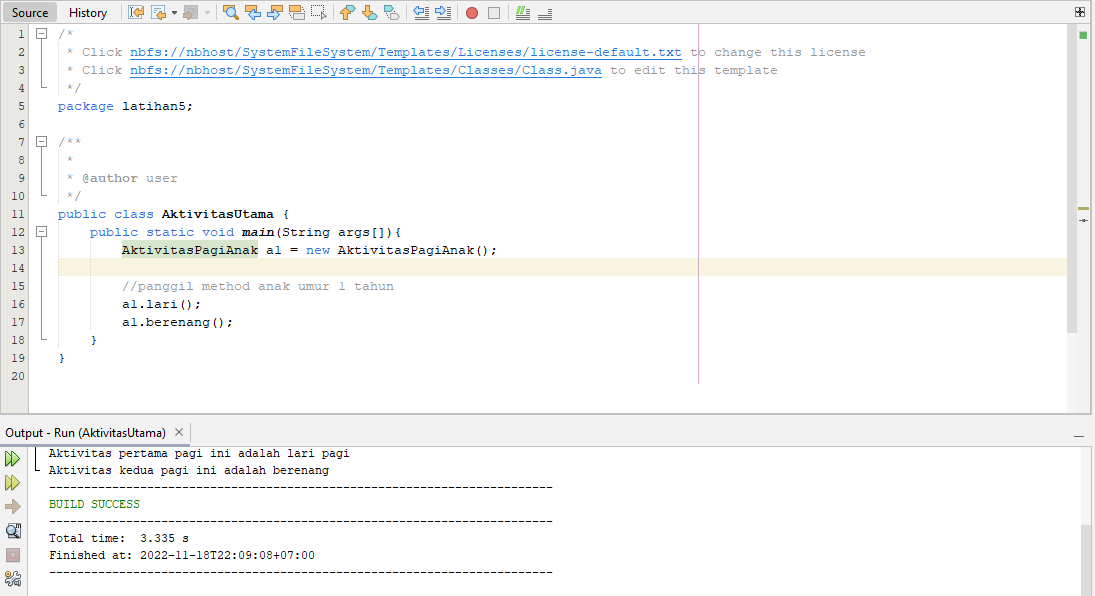 Source History
1 /*
2 * Click nbfs://nbhost/SystemFileSystem/Templates/Licenses/license-default.txt to change this license
3 * Click nbfs://nbhost/SystemFileSystem/Templates/Classes/Class.java to edit this template
4 */
5 package latihan5;
6
7 /**
8 *
9 * @author user
10 */
11 public class AktivitasUtama {
12 public static void main(String args[]){
13 AktivitasPagiAnak a1 = new AktivitasPagiAnak();
14
15 //panggil method anak umur 1 tahun
16 a1.lari();
17 a1.berenang();
18 }
19 }
20
Output - Run (AktivitasUtama)
Aktivitas pertama pagi ini adalah lari pagi
Aktivitas kedua pagi ini adalah berenang
------------------------------------------------------------------------
BUILD SUCCESS
------------------------------------------------------------------------
Total time:  3.335 s
Finished at: 2022-11-18T22:09:08+07:00
------------------------------------------------------------------------